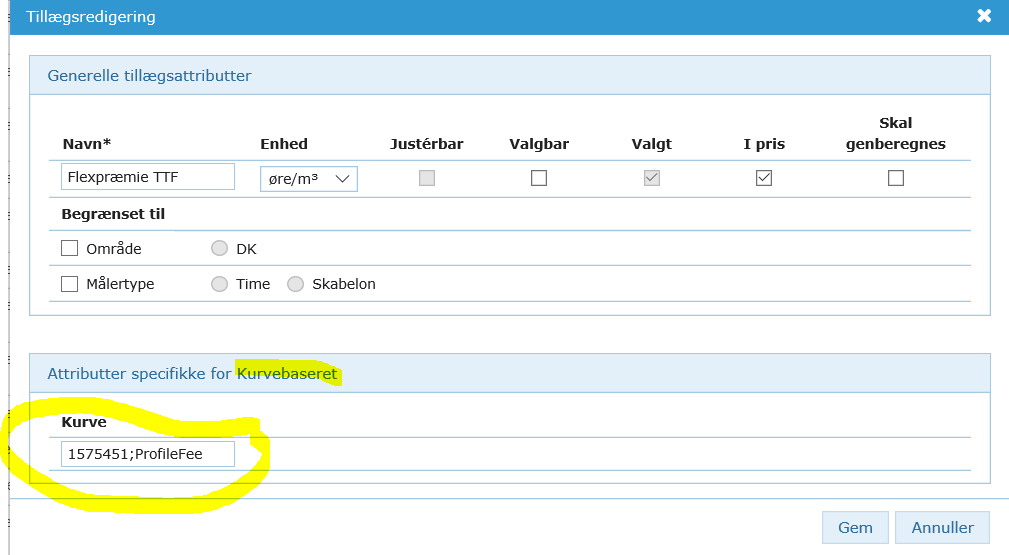 Tillægsredigering
Generelle tillægsattributter
Navn* Enhed Justérbar Valgbar Valgt I pris Skal genberegnes
Flexpræmie TTF øre/m³
Begrænset til
Område DK
Målertype Time Skabelon
Attributter specifikke for Kurvebaseret
Kurve
1575451;ProfileFee
Gem Annuller